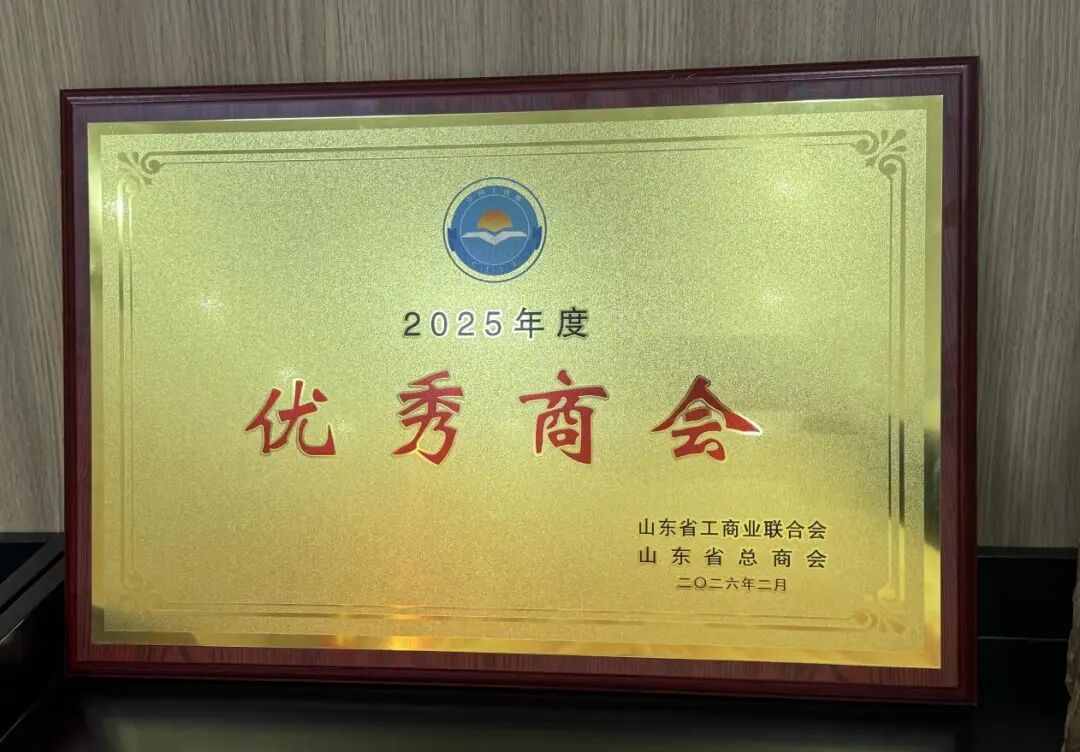 2025年度
优秀商会
山东省工商业联合会
山东省总商会
二〇二六年二月